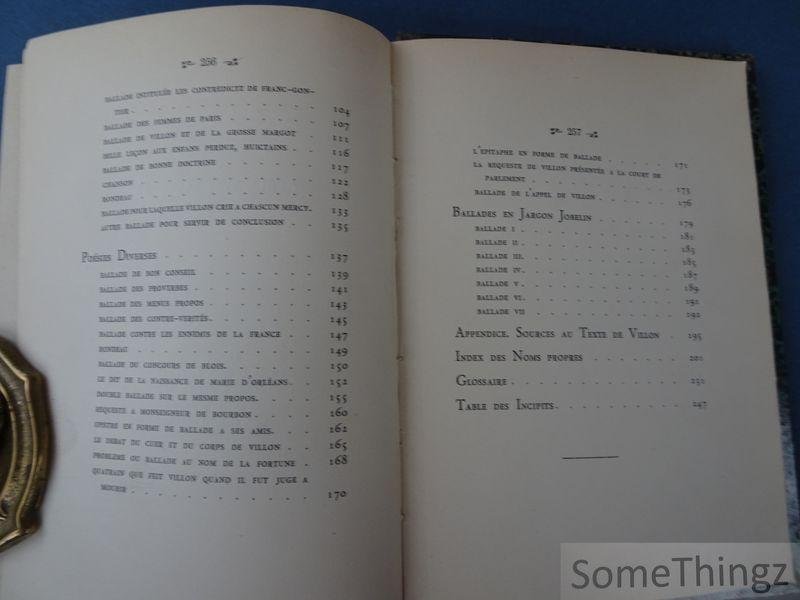 256
BALLADE INTITULÉE LES CONTREDICTZ DE FRANC-GON-
TIER . . . . . . . . . . . 104
BALLADE DES FEMMES DE PARIS . . . . . . 107
BALLADE DE VILLON ET DE LA GROSSE MARGOT . 111
BELLE LEÇON AUX ENFANS PERDUZ, 116
BALLADE DE BONNE DOCTRINE . . . . . . 117
CHANSON . . . . . . . . . . 122
RONDEAU . . . . . . . . . . 128
BALLADE POUR LAQUELLE VILLON CRIE A CHASCUN MERCY. 133
AUTRE BALLADE POUR SERVIR DE CONCLUSION . . 135
POÉSIES DIVERSES . . . . . . . . . 137
BALLADE DE BON CONSEIL . . . . . . . 139
BALLADE DES PROVERBES . . . . . . . 141
BALLADE DES MENUS PROPOS . . . . . . 143
BALLADE DES CONTRE-VERITÉS . . . . . . 145
BALLADE CONTRE LES ENNEMIS DE LA FRANCE . . 147
RONDEAU . . . . . . . . . . 149
BALLADE DU CONCOURS DE BLOIS . . . . . 150
LE DIT DE LA NAISSANCE DE MARIE D'ORLÉANS . . 152
DOUBLE BALLADE SUR LE MESME PROPOS . . . . 155
REQUESTE A MONSEIGNEUR DE BOURBON . . . . 160
EPISTRE EN FORME DE BALLADE A SES AMIS . . . 162
LE DEBAT DU CUER ET DU CORPS DE VILLON . . 165
PROBLÈME OU BALLADE AU NOM DE LA FORTUNE . 168
QUATRAIN QUE FEIT VILLON QUAND IL FUT JUGÉ A
MOURIR . . . . . . . . . . 170
257
L'EPITAPHE EN FORME DE BALLADE . . . . . 171
LA REQUESTE DE VILLON PRÉSENTÉE A LA COURT DE
PARLEMENT . . . . . . . . . 173
BALLADE DE L'APPEL DE VILLON . . . . . 176
BALLADES EN JARGON JOBELIN . . . . . . 179
BALLADE I . . . . . . . . . 181
BALLADE II . . . . . . . . . 183
BALLADE III . . . . . . . . . 185
BALLADE IV . . . . . . . . . 187
BALLADE V . . . . . . . . . 189
BALLADE VI . . . . . . . . . 191
BALLADE VII . . . . . . . . . 192
APPENDICE. SOURCES AU TEXTE DE VILLON . 195
INDEX DES NOMS PROPRES . . . . . . 201
GLOSSAIRE . . . . . . . . . 231
TABLE DES INCIPITS . . . . . . . 247
SomeThingz